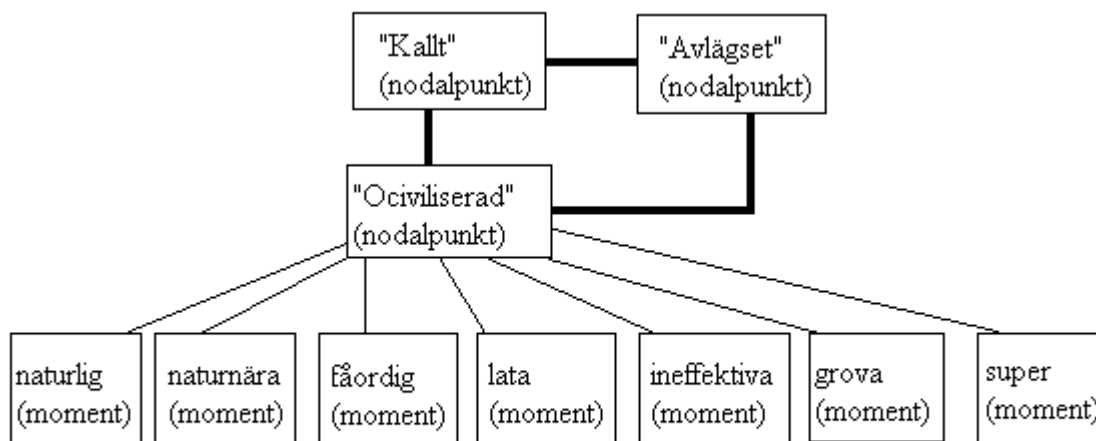 "Kallt"
(nodalpunkt)
"Avlägset"
(nodalpunkt)
"Ociviliserad"
(nodalpunkt)
naturlig
(moment)
naturnära
(moment)
fåordig
(moment)
lata
(moment)
ineffektiva
(moment)
grova
(moment)
super
(moment)